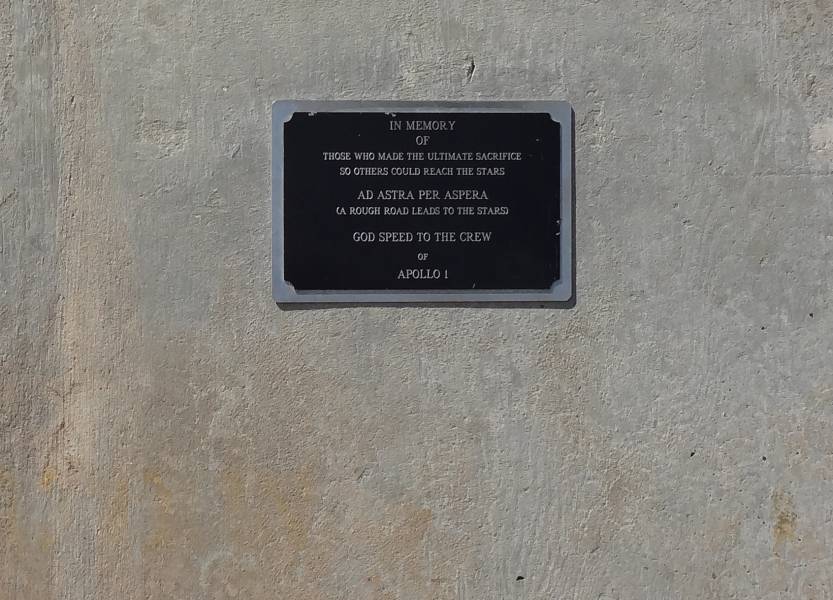 IN MEMORY
OF
THOSE WHO MADE THE ULTIMATE SACRIFICE
SO OTHERS COULD REACH THE STARS
AD ASTRA PER ASPERA
(A ROUGH ROAD LEADS TO THE STARS)
GOD SPEED TO THE CREW
OF
APOLLO 1